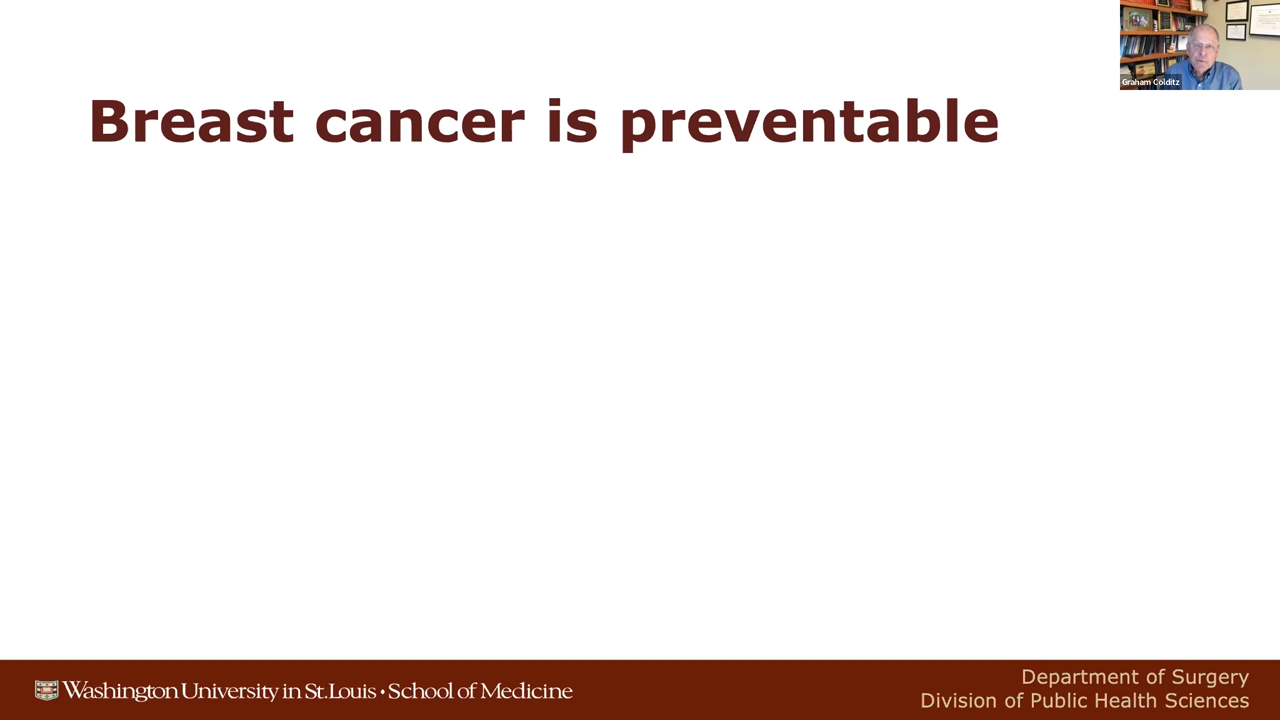 Graham Colditz
Breast cancer is preventable
Washington University in St. Louis • School of Medicine
Department of Surgery
Division of Public Health Sciences